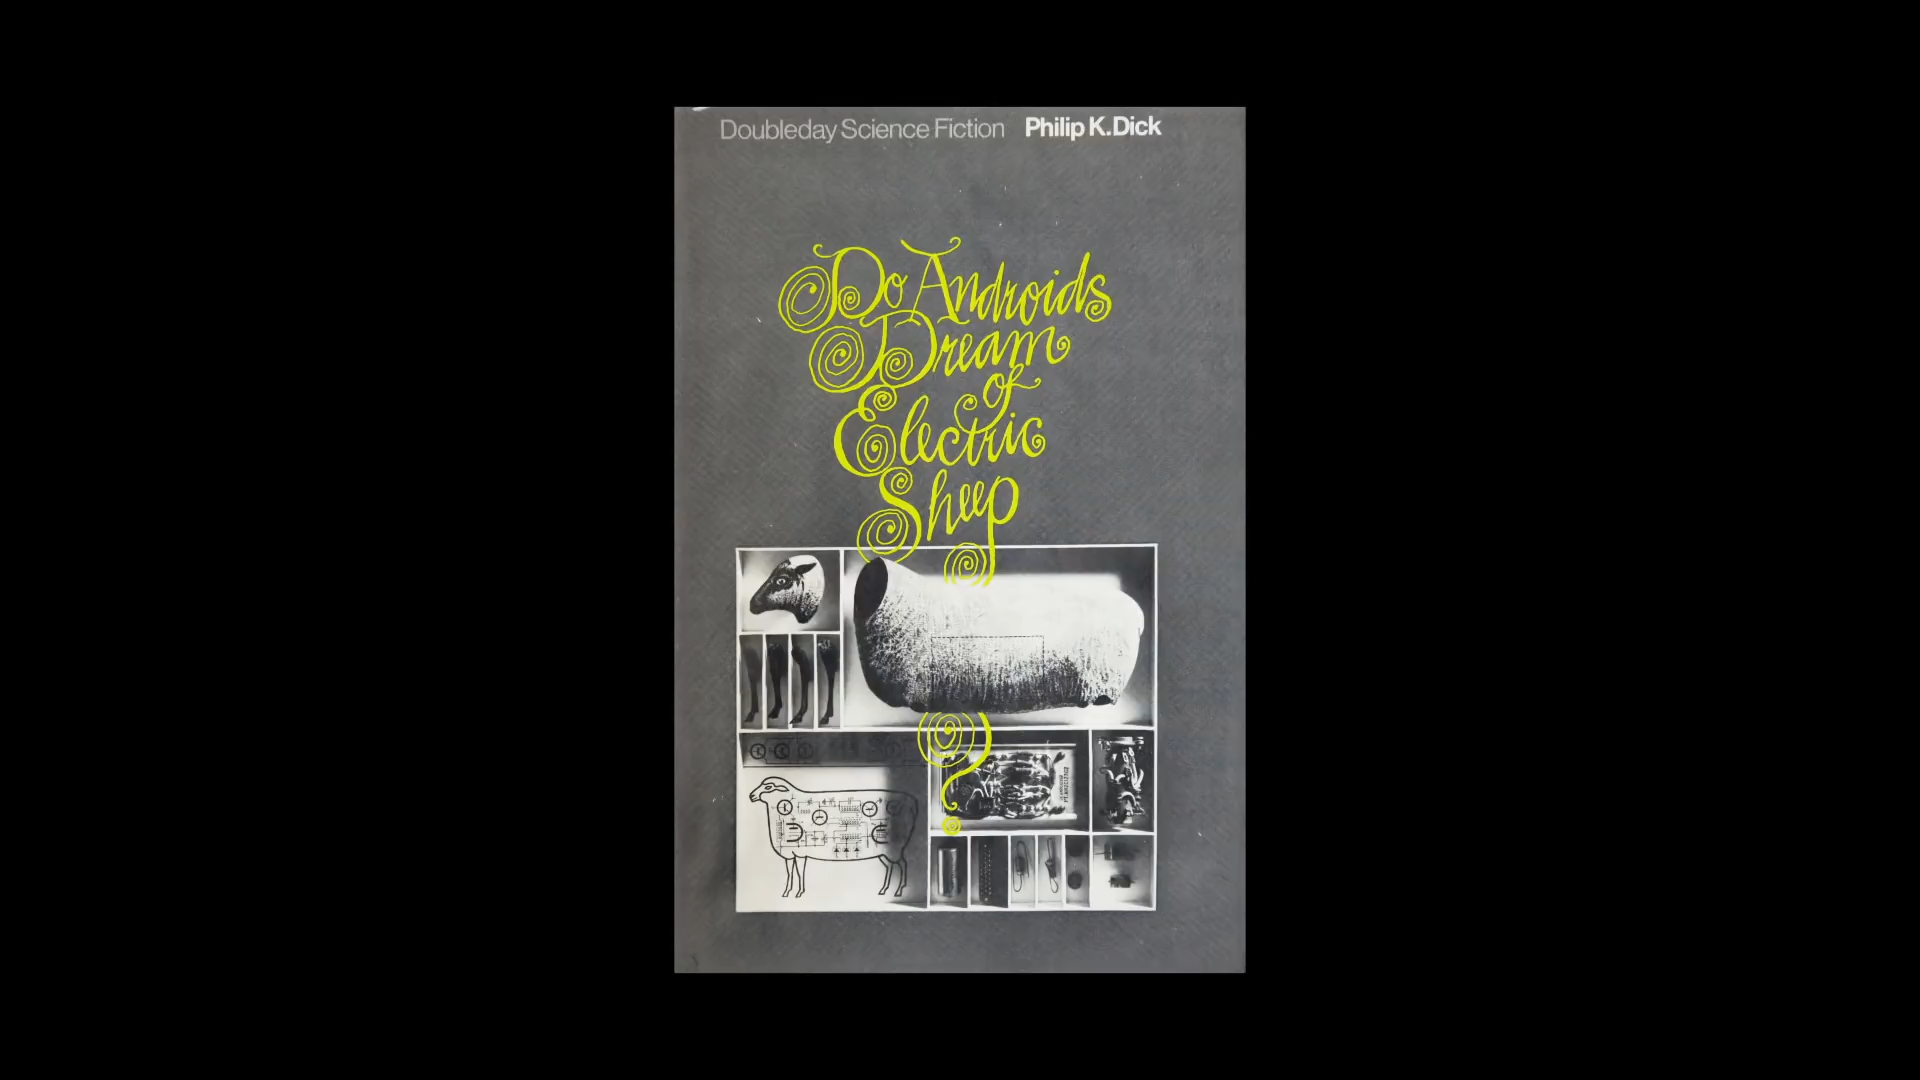 Doubleday Science Fiction Philip K. Dick
Do Androids
Dream
of
Electric
Sheep
?